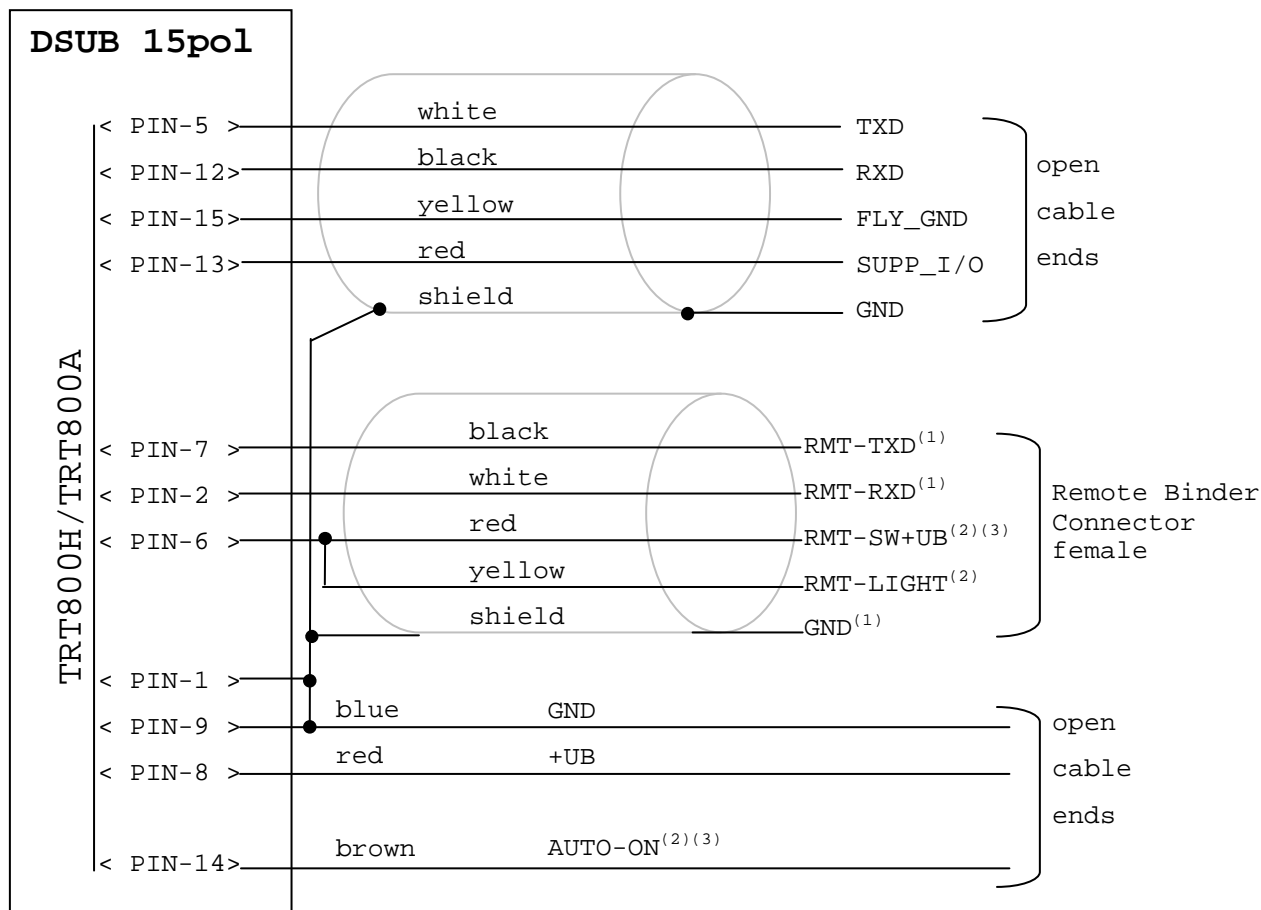 DSUB 15pol
TRT800H/TRT800A
< PIN-5 > white TXD
< PIN-12> black RXD
< PIN-15> yellow FLY_GND
< PIN-13> red SUPP_I/O
shield GND
open
cable
ends
< PIN-7 > black RMT-TXD(1)
< PIN-2 > white RMT-RXD(1)
< PIN-6 > red RMT-SW+UB(2)(3)
yellow RMT-LIGHT(2)
shield GND(1)
Remote Binder
Connector
female
< PIN-1 >
< PIN-9 > blue GND
< PIN-8 > red +UB
< PIN-14> brown AUTO-ON(2)(3)
open
cable
ends